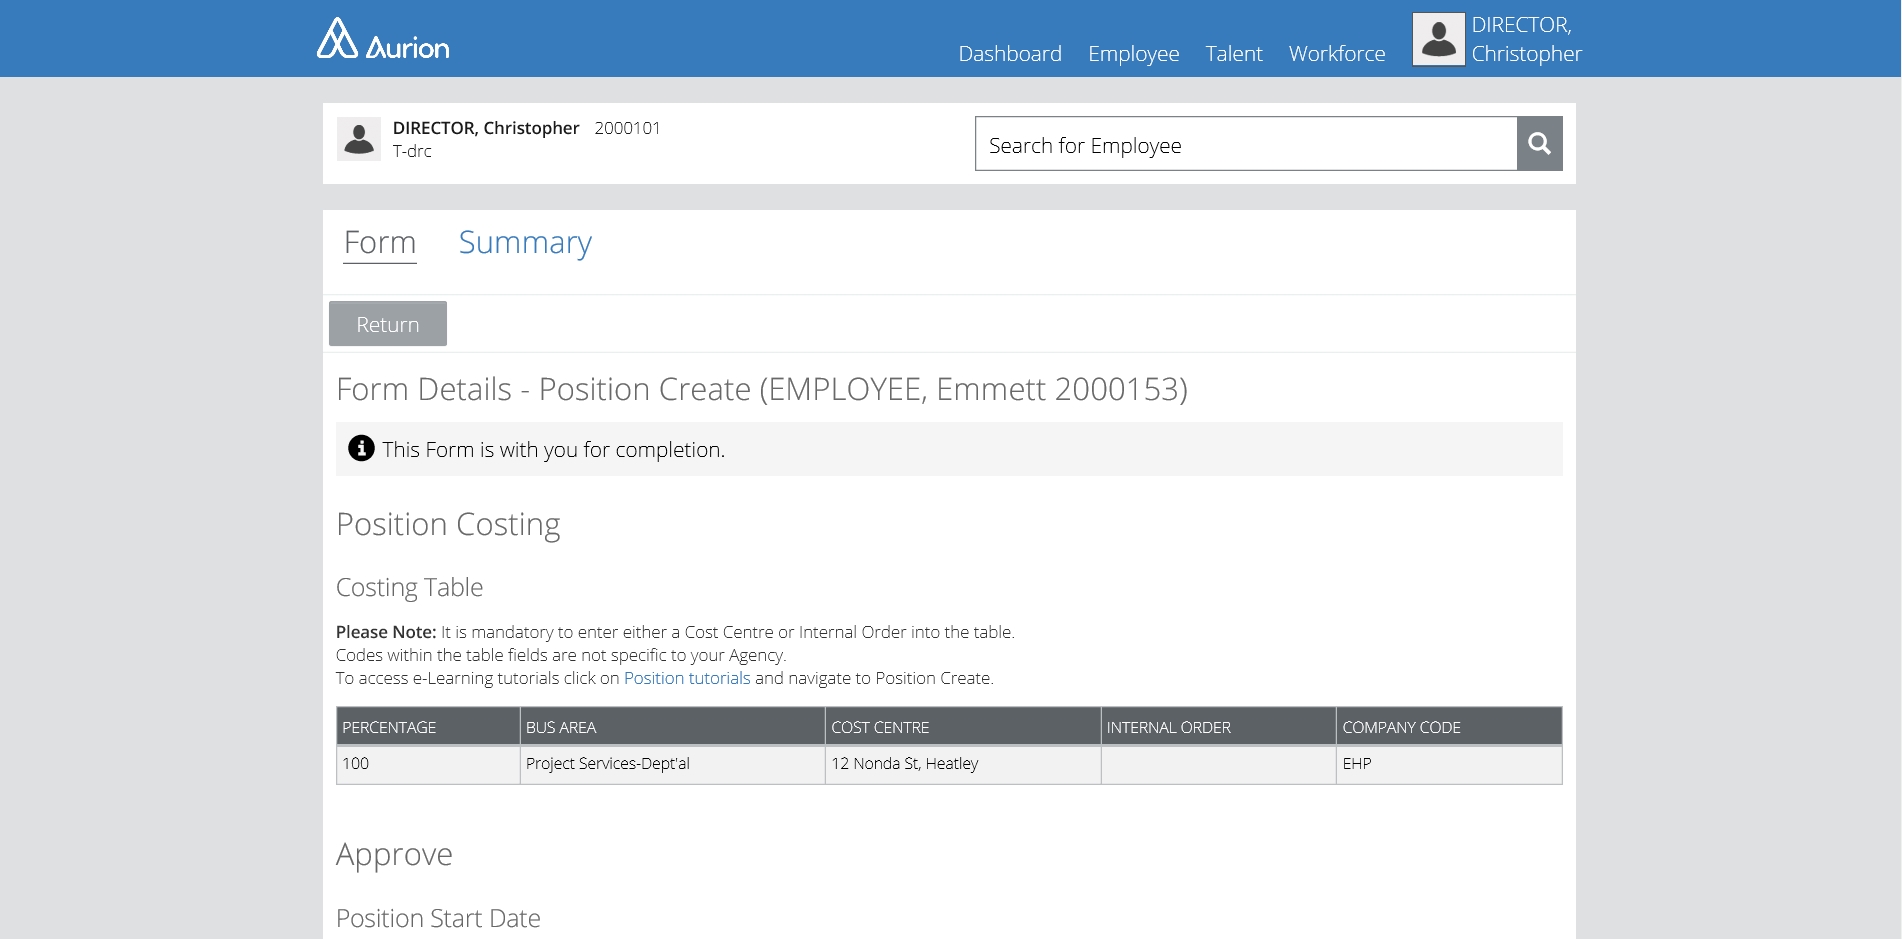 Aurion
Dashboard Employee Talent Workforce
DIRECTOR,
Christopher
DIRECTOR, Christopher 2000101
T-drc
Search for Employee
Form Summary
Return
Form Details - Position Create (EMPLOYEE, Emmett 2000153)
This Form is with you for completion.
Position Costing
Costing Table
Please Note: It is mandatory to enter either a Cost Centre or Internal Order into the table.
Codes within the table fields are not specific to your Agency.
To access e-Learning tutorials click on Position tutorials and navigate to Position Create.
PERCENTAGE BUS AREA COST CENTRE INTERNAL ORDER COMPANY CODE
100 Project Services-Dept'al 12 Nonda St, Heatley EHP
Approve
Position Start Date